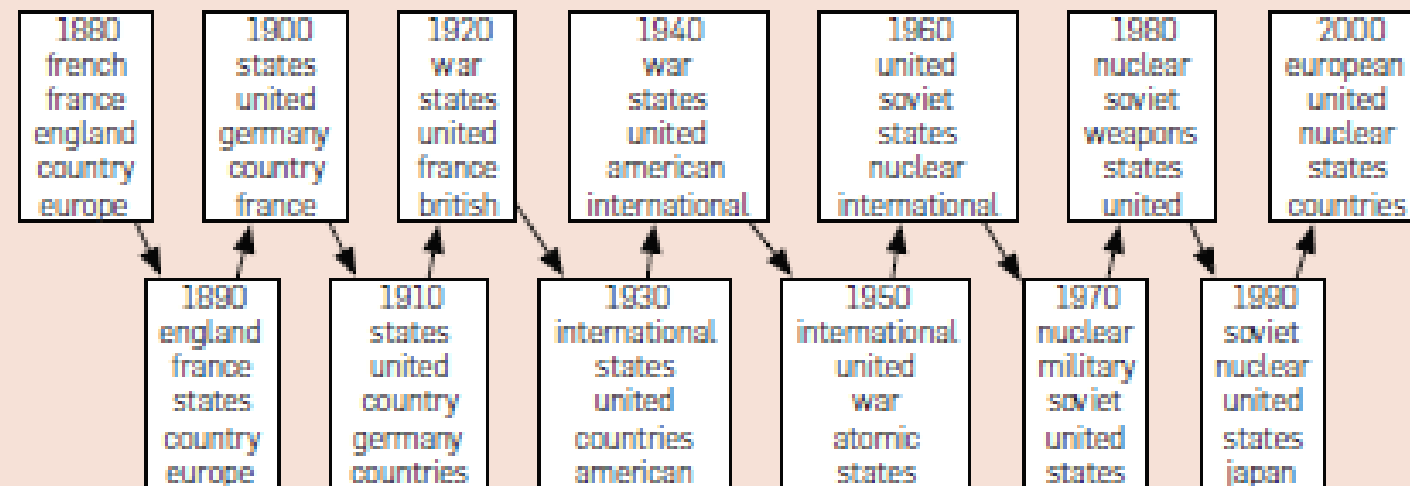 1880
french
france
england
country
europe
1890
england
france
states
country
europe
1900
states
united
germany
country
france
1910
states
united
country
germany
countries
1920
war
states
united
france
british
1930
international
states
united
countries
american
1940
war
states
united
american
international
1950
international
united
war
atomic
states
1960
united
soviet
states
nuclear
international
1970
nuclear
military
soviet
united
states
1980
nuclear
soviet
weapons
states
united
1990
soviet
nuclear
united
states
japan
2000
european
united
nuclear
states
countries